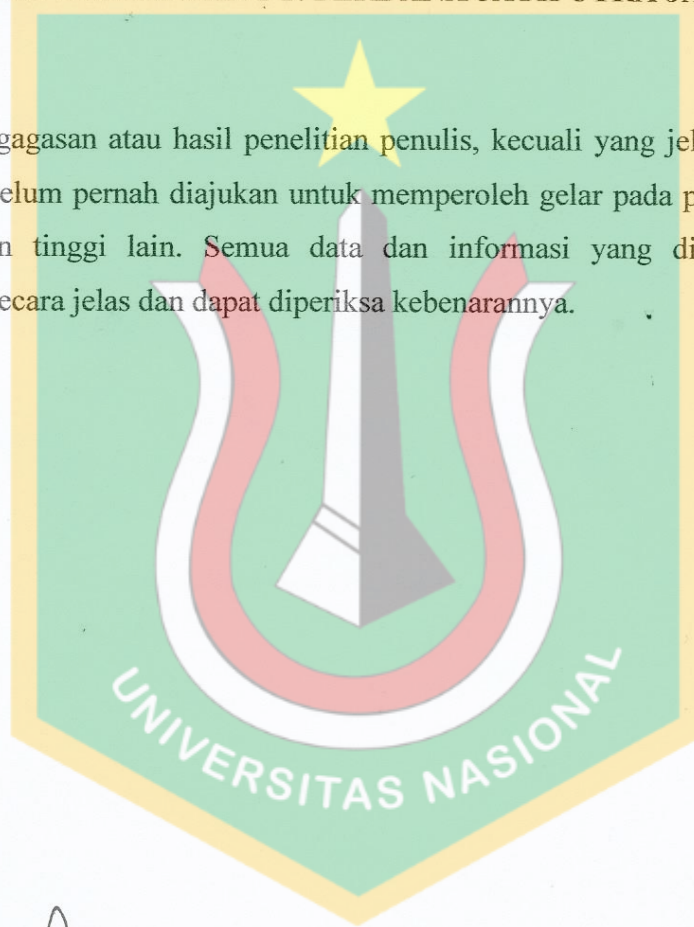 gagasan atau hasil penelitian penulis, kecuali yang jel
elum pernah diajukan untuk memperoleh gelar pada p
n tinggi lain. Semua data dan informasi yang di
ecara jelas dan dapat diperiksa kebenarannya.
UNIVERSITAS NASIONAL